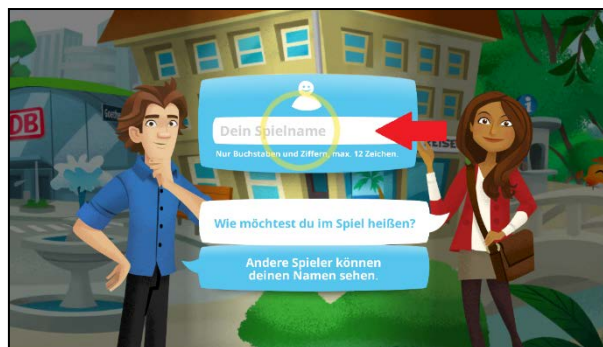 DB
Dein Spielname
REISE
Nur Buchstaben und Ziffern, max. 12 Zeichen.
i
Wie möchtest du im Spiel heißen?
Andere Spieler können
deinen Namen sehen.